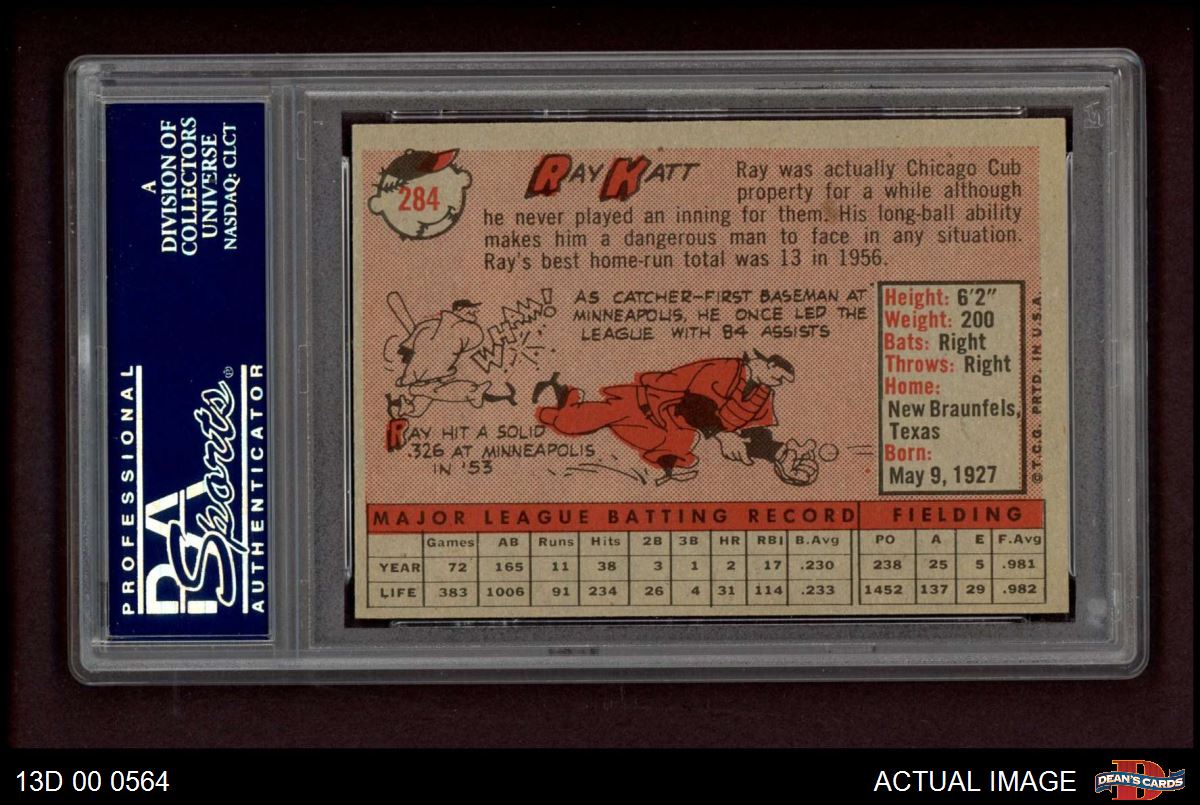 A
DIVISION OF
COLLECTORS
UNIVERSE
NASDAQ: CLCT
PROFESSIONAL
PSA
Sports®
AUTHENTICATOR
284
RAY KATT
Ray was actually Chicago Cub
property for a while although
he never played an inning for them. His long-ball ability
makes him a dangerous man to face in any situation.
Ray's best home-run total was 13 in 1956.
WHAM!
AS CATCHER-FIRST BASEMAN AT
MINNEAPOLIS, HE ONCE LED THE
LEAGUE WITH 84 ASSISTS
RAY HIT A SOLID
.326 AT MINNEAPOLIS
IN '53
Height: 6'2"
Weight: 200
Bats: Right
Throws: Right
Home:
New Braunfels,
Texas
Born:
May 9, 1927
© T.C.G. PRTD. IN U.S.A.
MAJOR LEAGUE BATTING RECORD FIELDING
Games AB Runs Hits 2B 3B HR RBI B.Avg PO A E F.Avg
YEAR 72 165 11 38 3 1 2 17 .230 238 25 5 .981
LIFE 383 1006 91 234 26 4 31 114 .233 1452 137 29 .982
13D 00 0564
ACTUAL IMAGE
D
DEAN'S CARDS